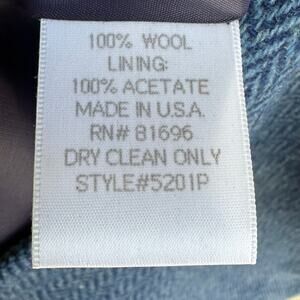 100% WOOL
LINING:
100% ACETATE
MADE IN U.S.A.
RN# 81696
DRY CLEAN ONLY
STYLE#5201P